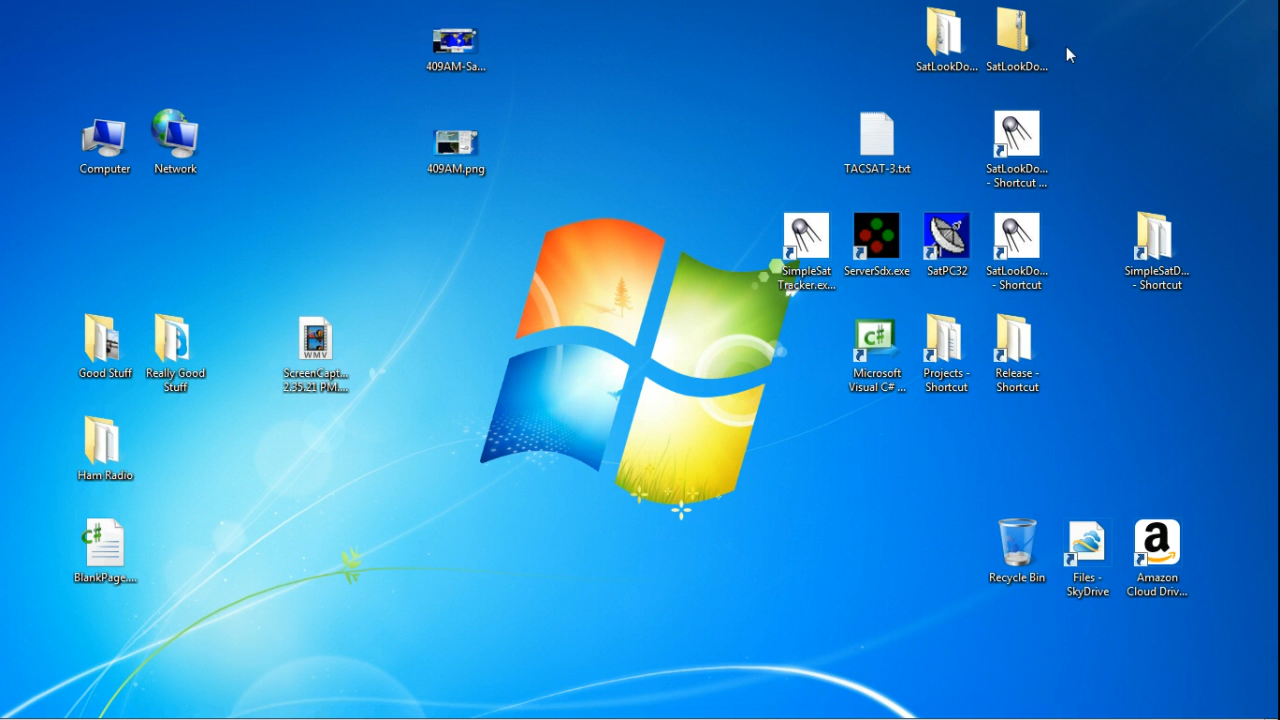 409AM-Sa...
SatLookDo...
SatLookDo...
Computer
Network
409AM.png
TACSAT-3.txt
SatLookDo...
- Shortcut ...
SimpleSat
Tracker.ex...
ServerSdx.exe
SatPC32
SatLookDo...
- Shortcut
SimpleSatD...
- Shortcut
Good Stuff
Really Good
Stuff
WMV
ScreenCapt...
2.35.21 PM....
C#
Microsoft
Visual C# ...
Projects -
Shortcut
Release -
Shortcut
Ham Radio
C#
BlankPage....
Recycle Bin
Files -
SkyDrive
a
Amazon
Cloud Driv...